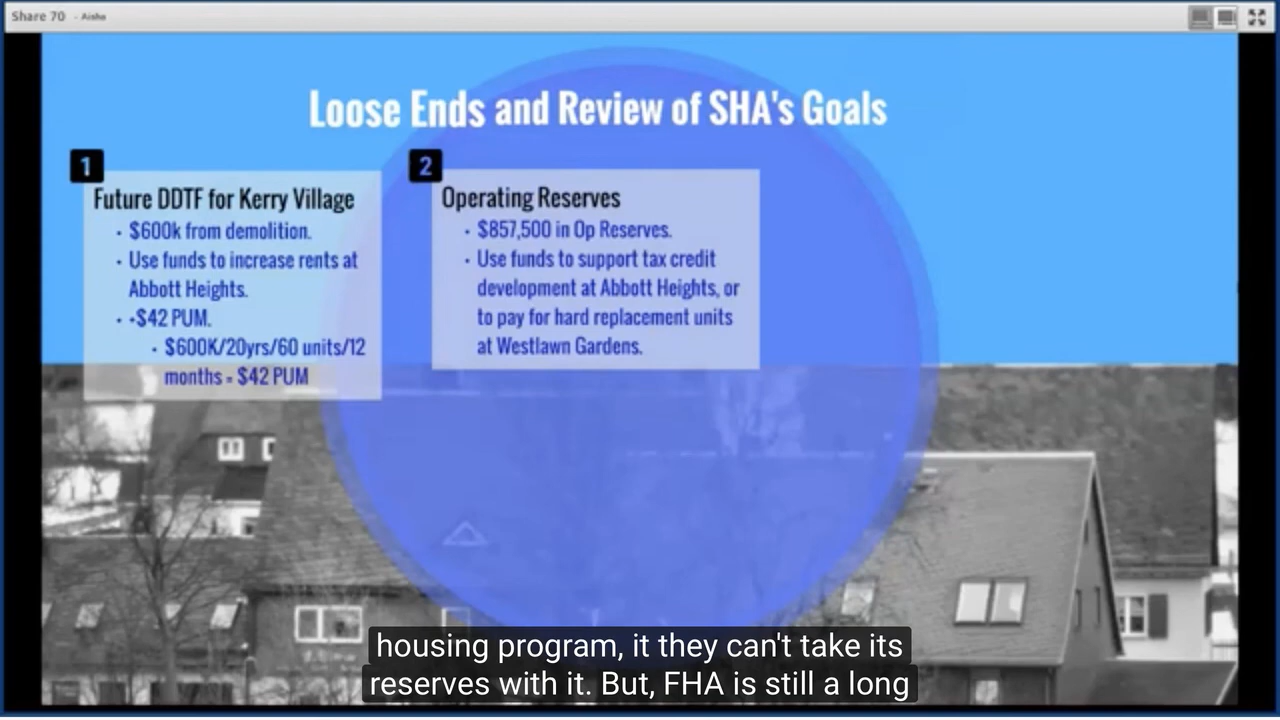 Share 70 - Aisha
Loose Ends and Review of SHA's Goals
1
Future DDTF for Kerry Village
• $600k from demolition.
• Use funds to increase rents at
Abbott Heights.
• +$42 PUM.
• $600K/20yrs/60 units/12
months = $42 PUM
2
Operating Reserves
• $857,500 in Op Reserves.
• Use funds to support tax credit
development at Abbott Heights, or
to pay for hard replacement units
at Westlawn Gardens.
housing program, it they can't take its
reserves with it. But, FHA is still a long